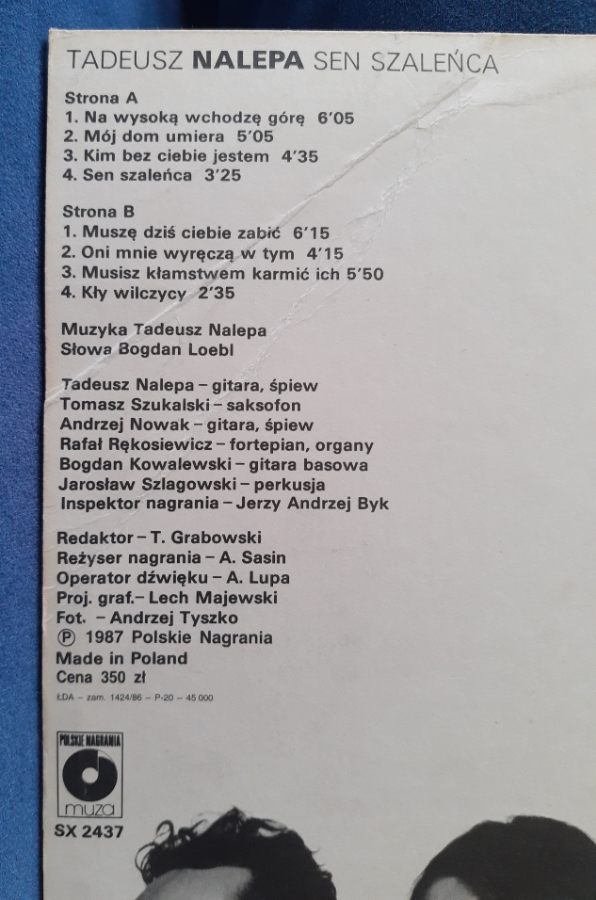 TADEUSZ NALEPA SEN SZALEŃCA
Strona A
1. Na wysoką wchodzę górę 6'05
2. Mój dom umiera 5'05
3. Kim bez ciebie jestem 4'35
4. Sen szaleńca 3'25
Strona B
1. Muszę dziś ciebie zabić 6'15
2. Oni mnie wyręczą w tym 4'15
3. Musisz kłamstwem karmić ich 5'50
4. Kły wilczycy 2'35
Muzyka Tadeusz Nalepa
Słowa Bogdan Loebl
Tadeusz Nalepa – gitara, śpiew
Tomasz Szukalski – saksofon
Andrzej Nowak – gitara, śpiew
Rafał Rękosiewicz – fortepian, organy
Bogdan Kowalewski – gitara basowa
Jarosław Szlagowski – perkusja
Inspektor nagrania – Jerzy Andrzej Byk
Redaktor – T. Grabowski
Reżyser nagrania – A. Sasin
Operator dźwięku – A. Lupa
Proj. graf.– Lech Majewski
Fot. – Andrzej Tyszko
℗ 1987 Polskie Nagrania
Made in Poland
Cena 350 zł
ŁDA – zam. 1424/86 – P-20 – 45 000
POLSKIE NAGRANIA
muza
SX 2437